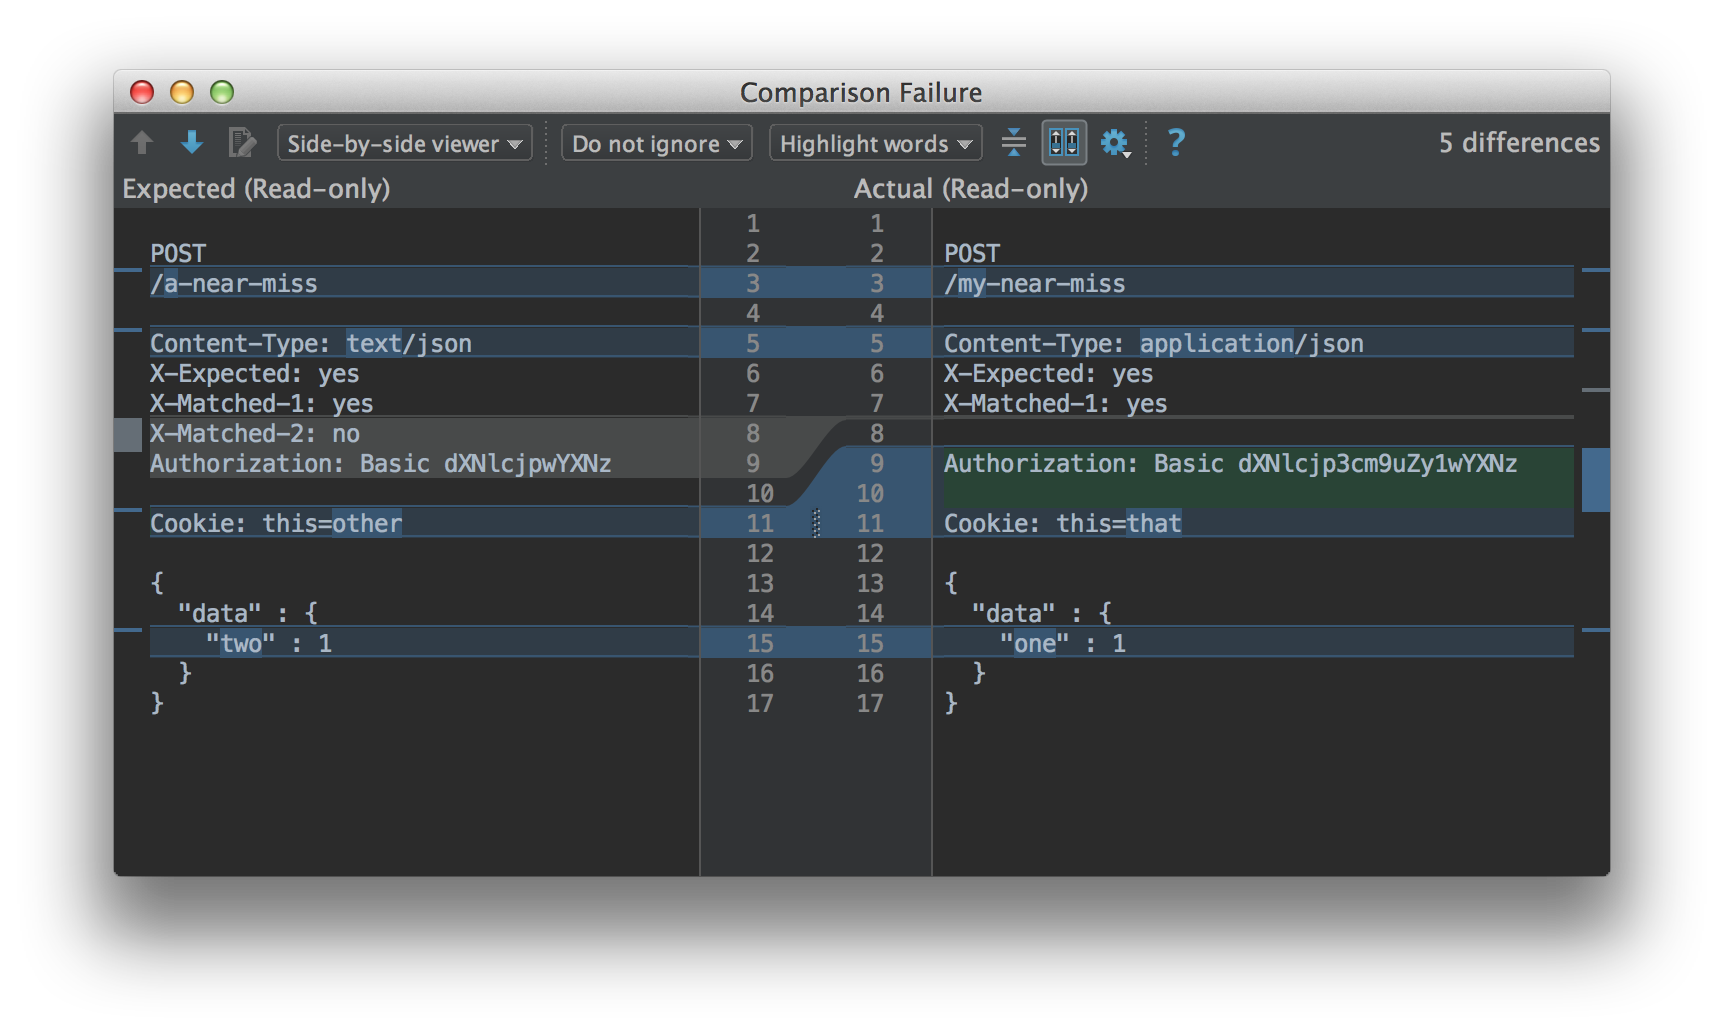 Comparison Failure
Side-by-side viewer Do not ignore Highlight words ? 5 differences
Expected (Read-only) Actual (Read-only)
1 1
POST 2 2 POST
/a-near-miss 3 3 /my-near-miss
4 4
Content-Type: text/json 5 5 Content-Type: application/json
X-Expected: yes 6 6 X-Expected: yes
X-Matched-1: yes 7 7 X-Matched-1: yes
X-Matched-2: no 8 8
Authorization: Basic dXNlcjpwYXNz 9 9 Authorization: Basic dXNlcjp3cm9uZy1wYXNz
10 10
Cookie: this=other 11 11 Cookie: this=that
12 12
{ 13 13 {
"data" : { 14 14 "data" : {
"two" : 1 15 15 "one" : 1
} 16 16 }
} 17 17 }